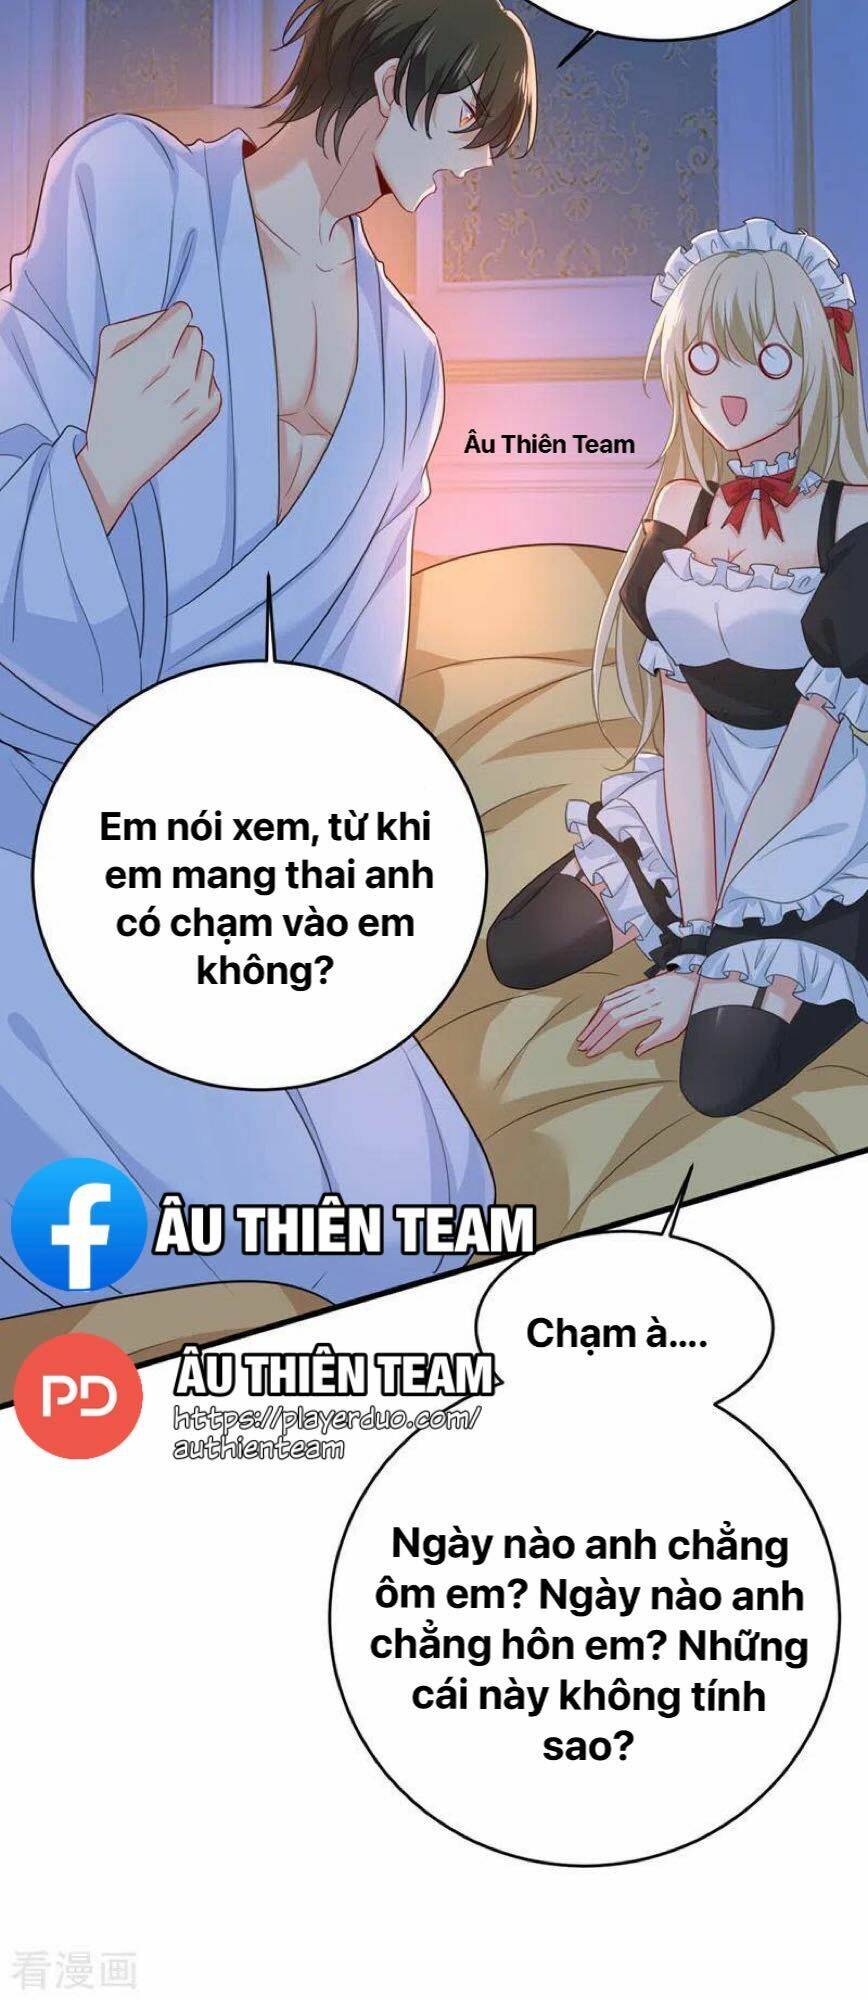 Âu Thiên Team
Em nói xem, từ khi
em mang thai anh
có chạm vào em
không?
f ÂU THIÊN TEAM
Chạm à....
PD ÂU THIÊN TEAM
https://playerduo.com/
authienteam
Ngày nào anh chẳng
ôm em? Ngày nào anh
chẳng hôn em? Những
cái này không tính
sao?
看漫画